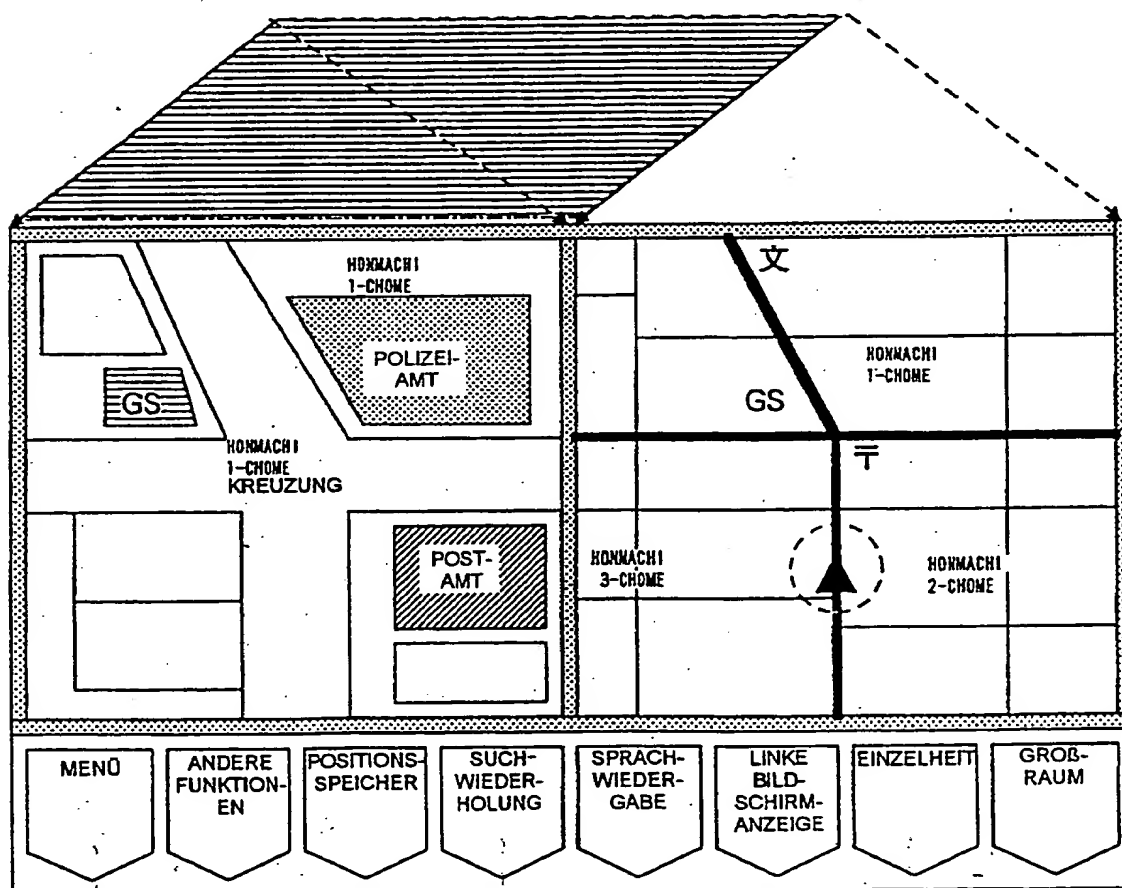 HONMACHI
1-CHOME
POLIZEI-
AMT
GS
HONMACHI
1-CHOME
KREUZUNG
POST-
AMT
文
HONMACHI
1-CHOME
GS
〒
HONMACHI
3-CHOME
HONMACHI
2-CHOME
MENÜ
ANDERE
FUNKTION-
EN
POSITIONS-
SPEICHER
SUCH-
WIEDER-
HOLUNG
SPRACH-
WIEDER-
GABE
LINKE
BILD-
SCHIRM-
ANZEIGE
EINZELHEIT
GROß-
RAUM